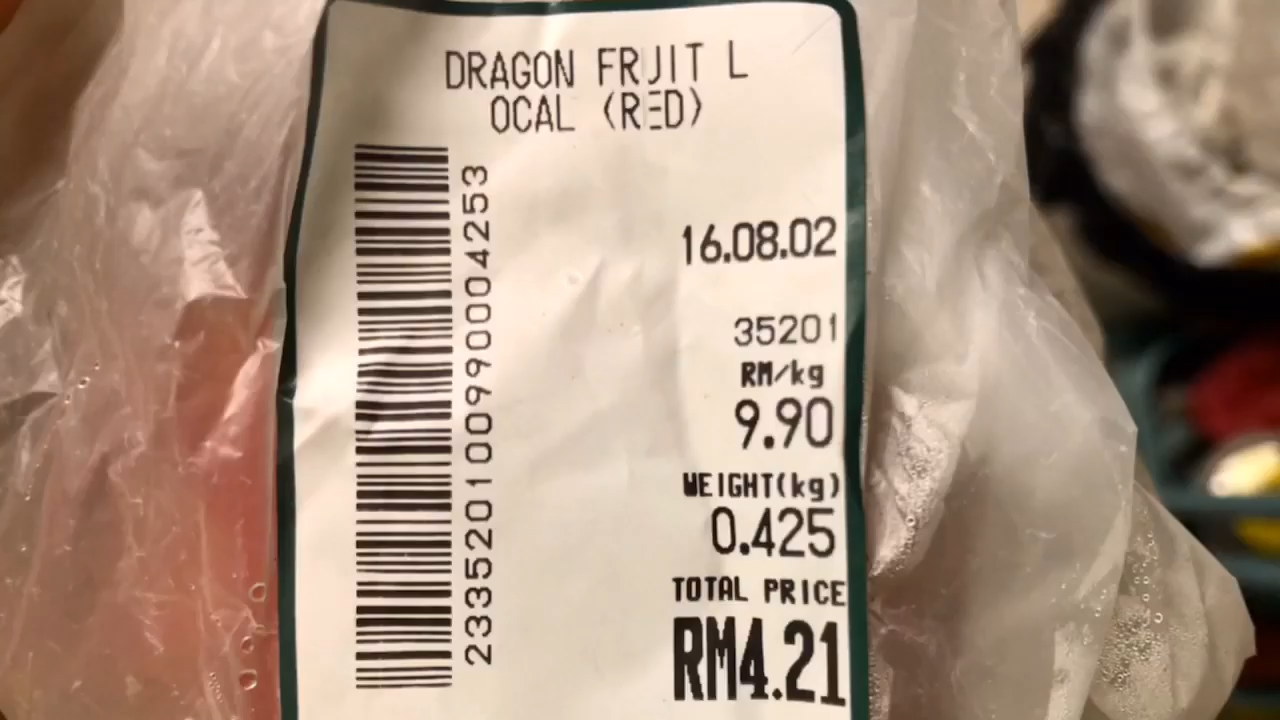 DRAGON FRUIT L
OCAL (RED)
2335201009900004253
16.08.02
35201
RM/kg
9.90
WEIGHT(kg)
0.425
TOTAL PRICE
RM4.21